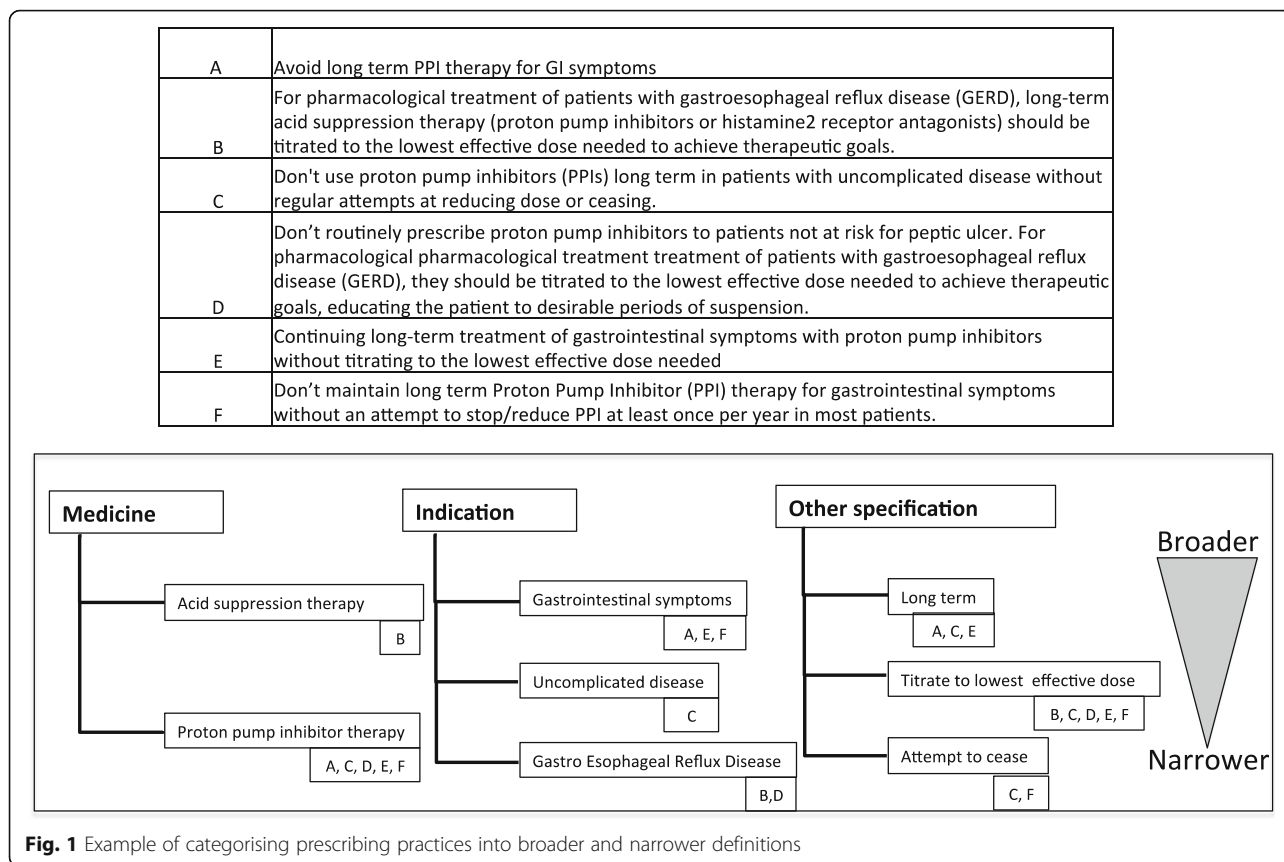 A
Avoid long term PPI therapy for GI symptoms
B
For pharmacological treatment of patients with gastroesophageal reflux disease (GERD), long-term
acid suppression therapy (proton pump inhibitors or histamine2 receptor antagonists) should be
titrated to the lowest effective dose needed to achieve therapeutic goals.
C
Don't use proton pump inhibitors (PPIs) long term in patients with uncomplicated disease without
regular attempts at reducing dose or ceasing.
D
Don’t routinely prescribe proton pump inhibitors to patients not at risk for peptic ulcer. For
pharmacological pharmacological treatment treatment of patients with gastroesophageal reflux
disease (GERD), they should be titrated to the lowest effective dose needed to achieve therapeutic
goals, educating the patient to desirable periods of suspension.
E
Continuing long-term treatment of gastrointestinal symptoms with proton pump inhibitors
without titrating to the lowest effective dose needed
F
Don’t maintain long term Proton Pump Inhibitor (PPI) therapy for gastrointestinal symptoms
without an attempt to stop/reduce PPI at least once per year in most patients.
Medicine
Acid suppression therapy
B
Proton pump inhibitor therapy
A, C, D, E, F
Indication
Gastrointestinal symptoms
A, E, F
Uncomplicated disease
C
Gastro Esophageal Reflux Disease
B,D
Other specification
Long term
A, C, E
Titrate to lowest effective dose
B, C, D, E, F
Attempt to cease
C, F
Broader
Narrower
Fig. 1 Example of categorising prescribing practices into broader and narrower definitions